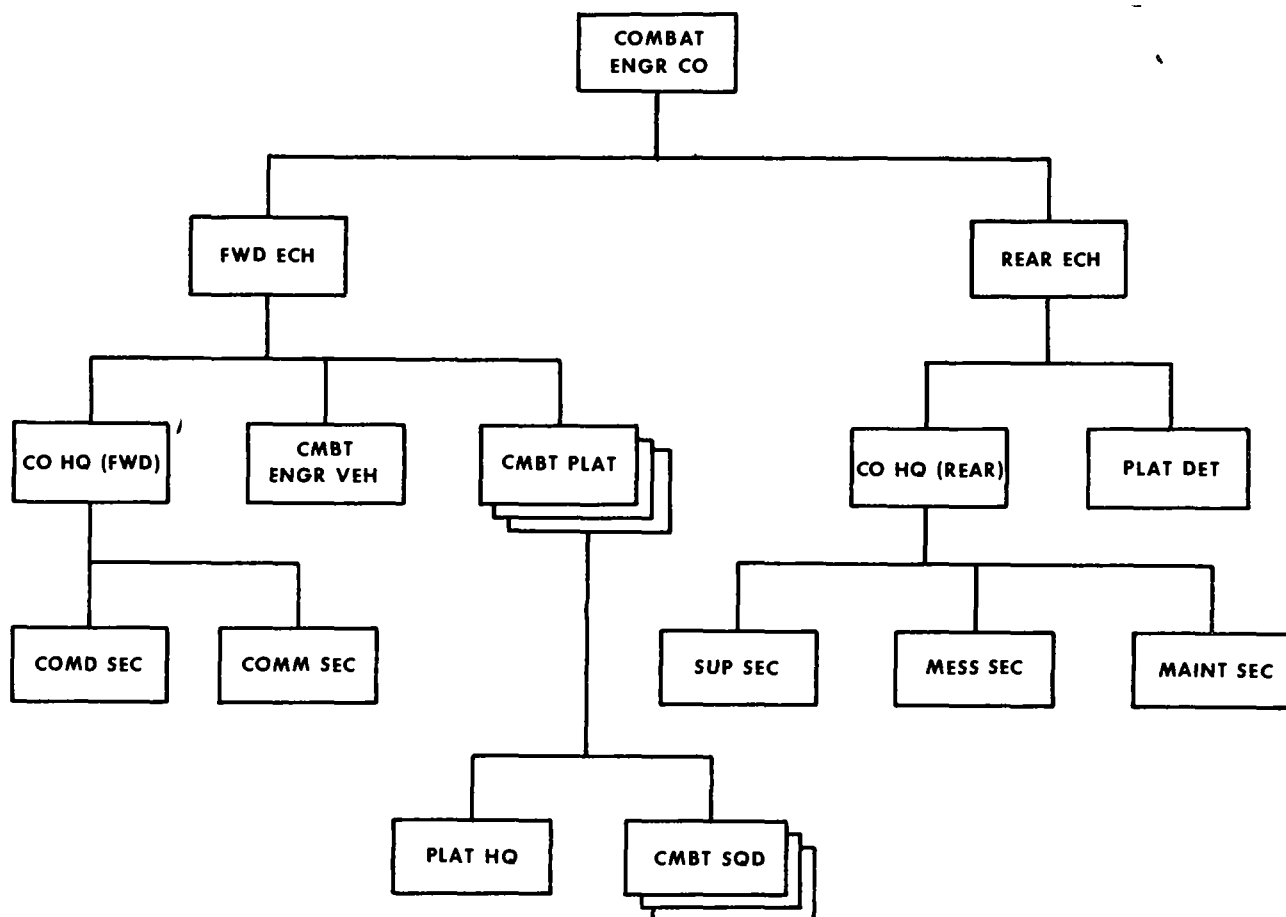 COMBAT
ENGR CO
FWD ECH
REAR ECH
CO HQ (FWD)
CMBT
ENGR VEH
CMBT PLAT
CO HQ (REAR)
PLAT DET
COMD SEC
COMM SEC
SUP SEC
MESS SEC
MAINT SEC
PLAT HQ
CMBT SQD